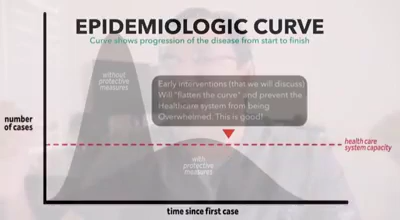 EPIDEMIOLOGIC CURVE
Curve shows progression of the disease from start to finish
without
protective
measures
Early interventions (that we will discuss)
Will "flatten the curve" and prevent the
Healthcare system from being
Overwhelmed. This is good!
number
of cases
health care
system capacity
with
protective
measures
time since first case